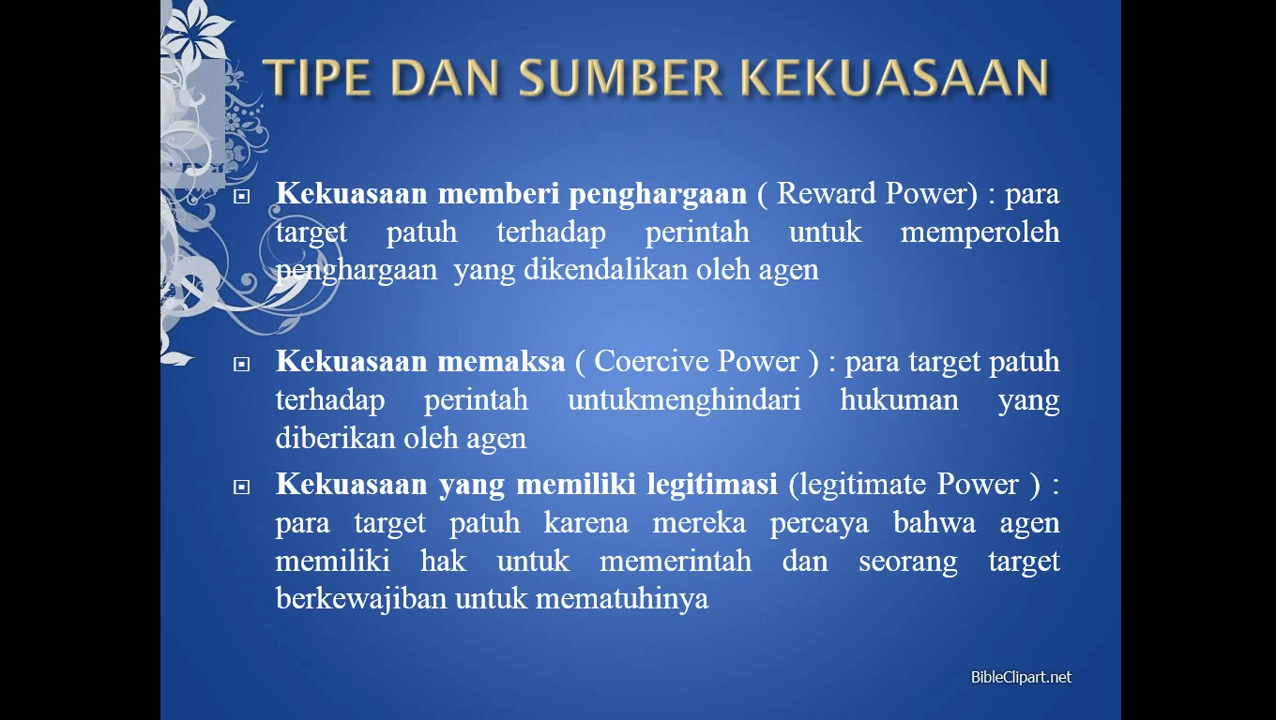 TIPE DAN SUMBER KEKUASAAN
Kekuasaan memberi penghargaan ( Reward Power) : para
target patuh terhadap perintah untuk memperoleh
penghargaan yang dikendalikan oleh agen
Kekuasaan memaksa ( Coercive Power ) : para target patuh
terhadap perintah untukmenghindari hukuman yang
diberikan oleh agen
Kekuasaan yang memiliki legitimasi (legitimate Power ) :
para target patuh karena mereka percaya bahwa agen
memiliki hak untuk memerintah dan seorang target
berkewajiban untuk mematuhinya
BibleClipart.net